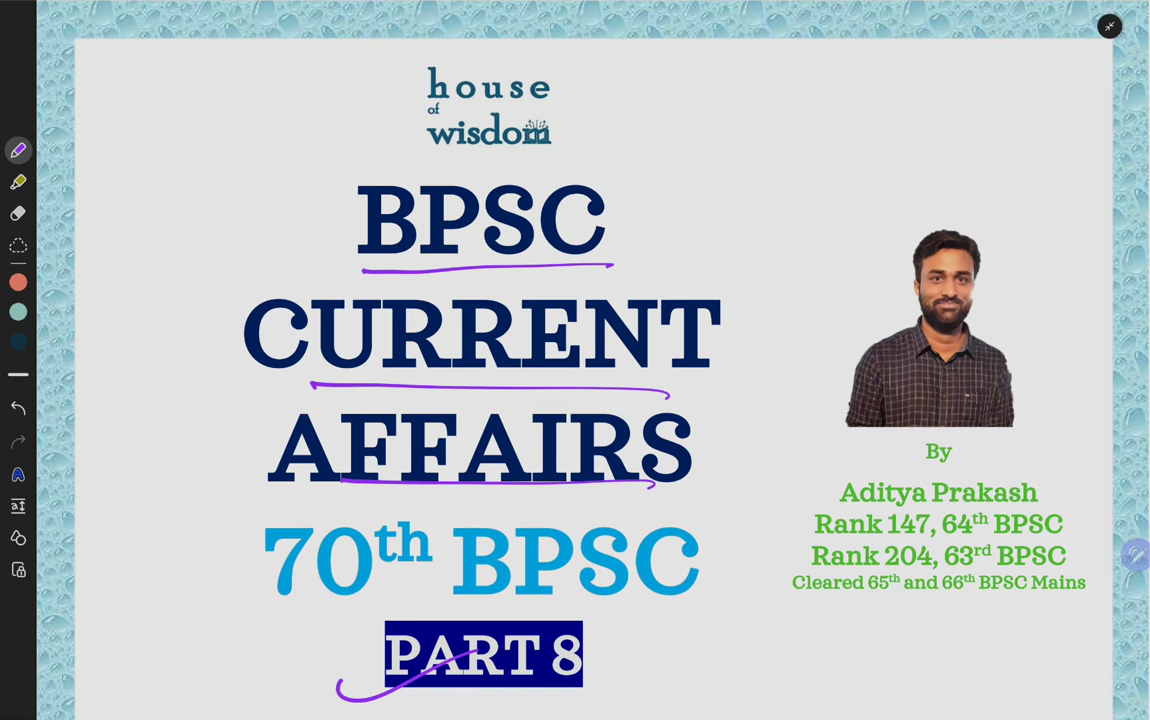 house
of
wisdom
BPSC
CURRENT
AFFAIRS
70th BPSC
PART 8
By
Aditya Prakash
Rank 147, 64th BPSC
Rank 204, 63rd BPSC
Cleared 65th and 66th BPSC Mains